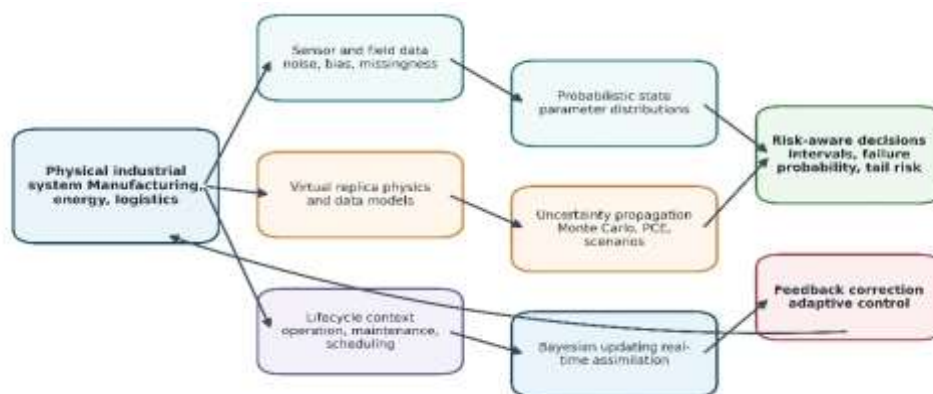 Sensor and field data
noise, bias, missingness
Probabilistic state
parameter distributions
Risk-aware decisions
intervals, failure
probability, tail risk
Physical industrial
system Manufacturing,
energy, logistics
Virtual replica physics
and data models
Uncertainty propagation
Monte Carlo, PCE,
scenarios
Feedback correction
adaptive control
Lifecycle context
operation, maintenance,
scheduling
Bayesian updating real-
time assimilation